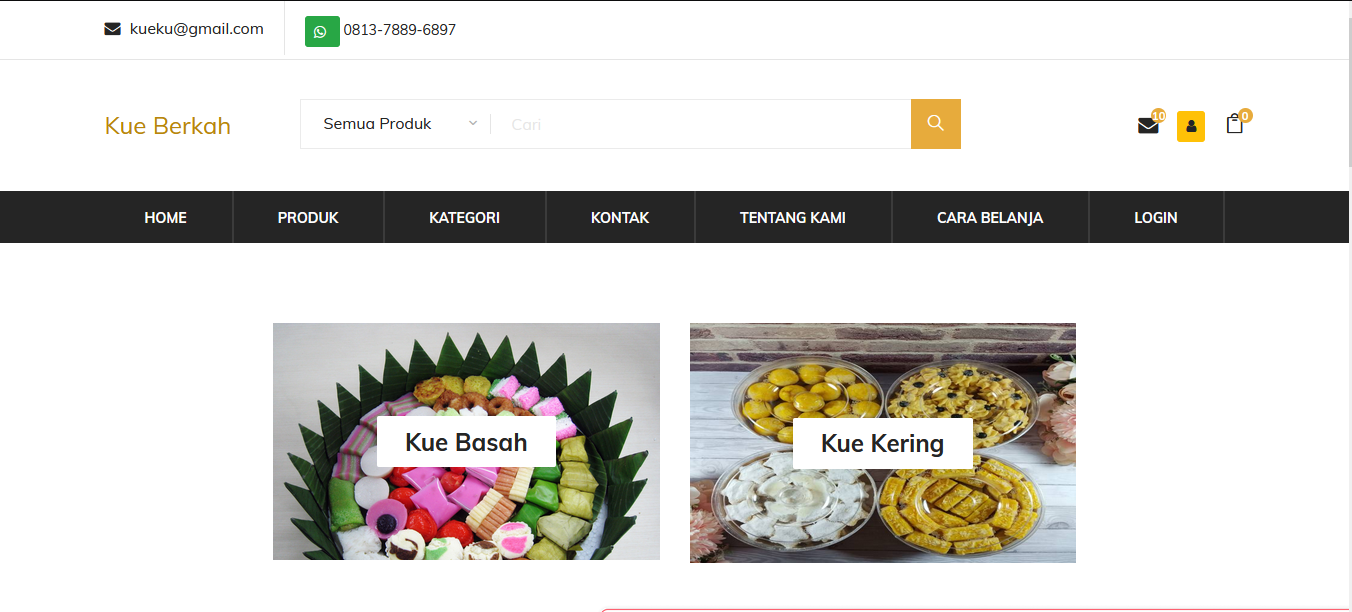 kueku@gmail.com 0813-7889-6897
Kue Berkah Semua Produk Cari 10 0
HOME PRODUK KATEGORI KONTAK TENTANG KAMI CARA BELANJA LOGIN
Kue Basah Kue Kering